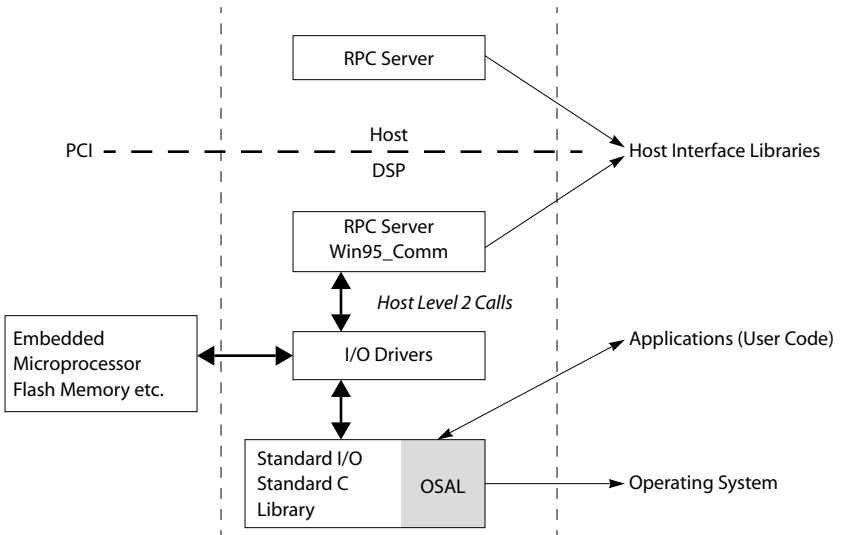 RPC Server
PCI
Host
DSP
Host Interface Libraries
RPC Server
Win95_Comm
Host Level 2 Calls
Embedded
Microprocessor
Flash Memory etc.
I/O Drivers
Applications (User Code)
Standard I/O
Standard C
Library
OSAL
Operating System